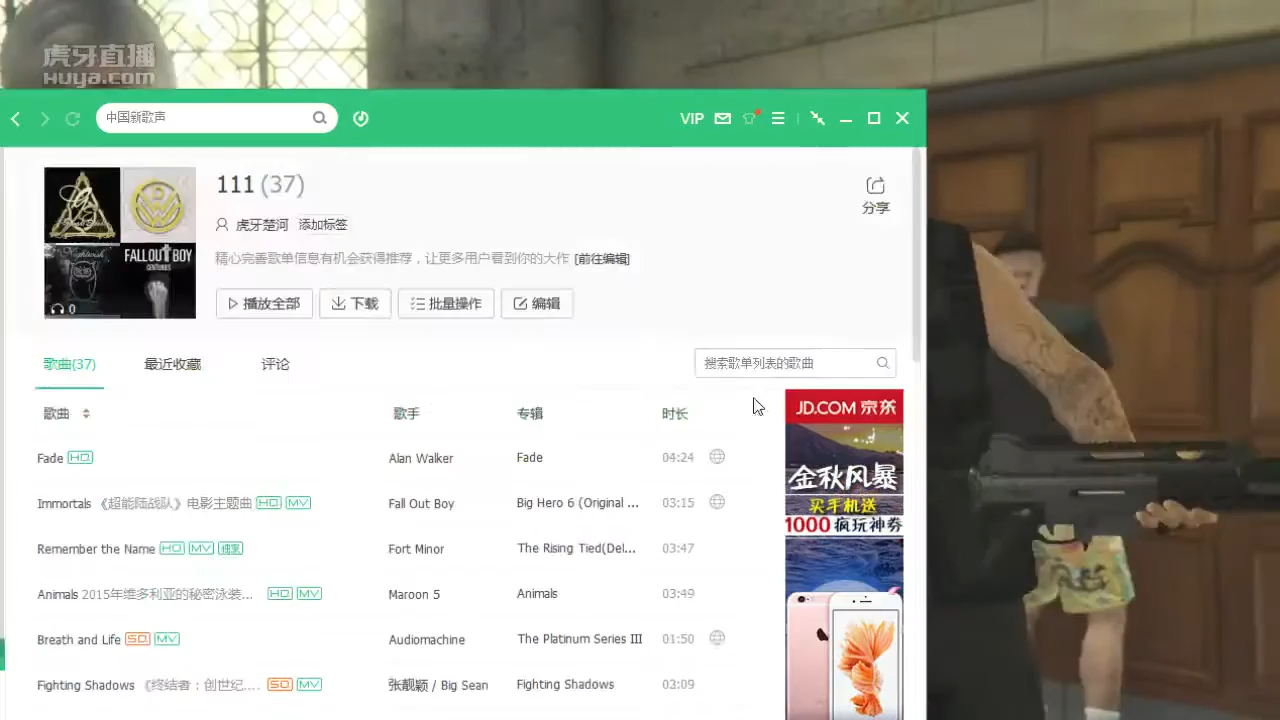 虎牙直播
HUYA.com
中国新歌声
VIP
111 (37)
虎牙楚河 添加标签
分享
精心完善歌单信息有机会获得推荐，让更多用户看到你的大作 [前往编辑]
FALL OUT BOY
CENTURIES
Nightwish
0
播放全部 下载 批量操作 编辑
歌曲(37) 最近收藏 评论 搜索歌单列表的歌曲
歌曲 歌手 专辑 时长
Fade HQ Alan Walker Fade 04:24
Immortals 《超能陆战队》电影主题曲 HQ MV Fall Out Boy Big Hero 6 (Original ... 03:15
Remember the Name HQ MV 独家 Fort Minor The Rising Tied(Del... 03:47
Animals 2015年维多利亚的秘密泳装... HQ MV Maroon 5 Animals 03:49
Breath and Life SQ MV Audiomachine The Platinum Series III 01:50
Fighting Shadows 《终结者：创世纪.... SQ MV 张靓颖 / Big Sean Fighting Shadows 03:09
JD.COM 京东
金秋风暴
买手机送
1000 疯玩神券